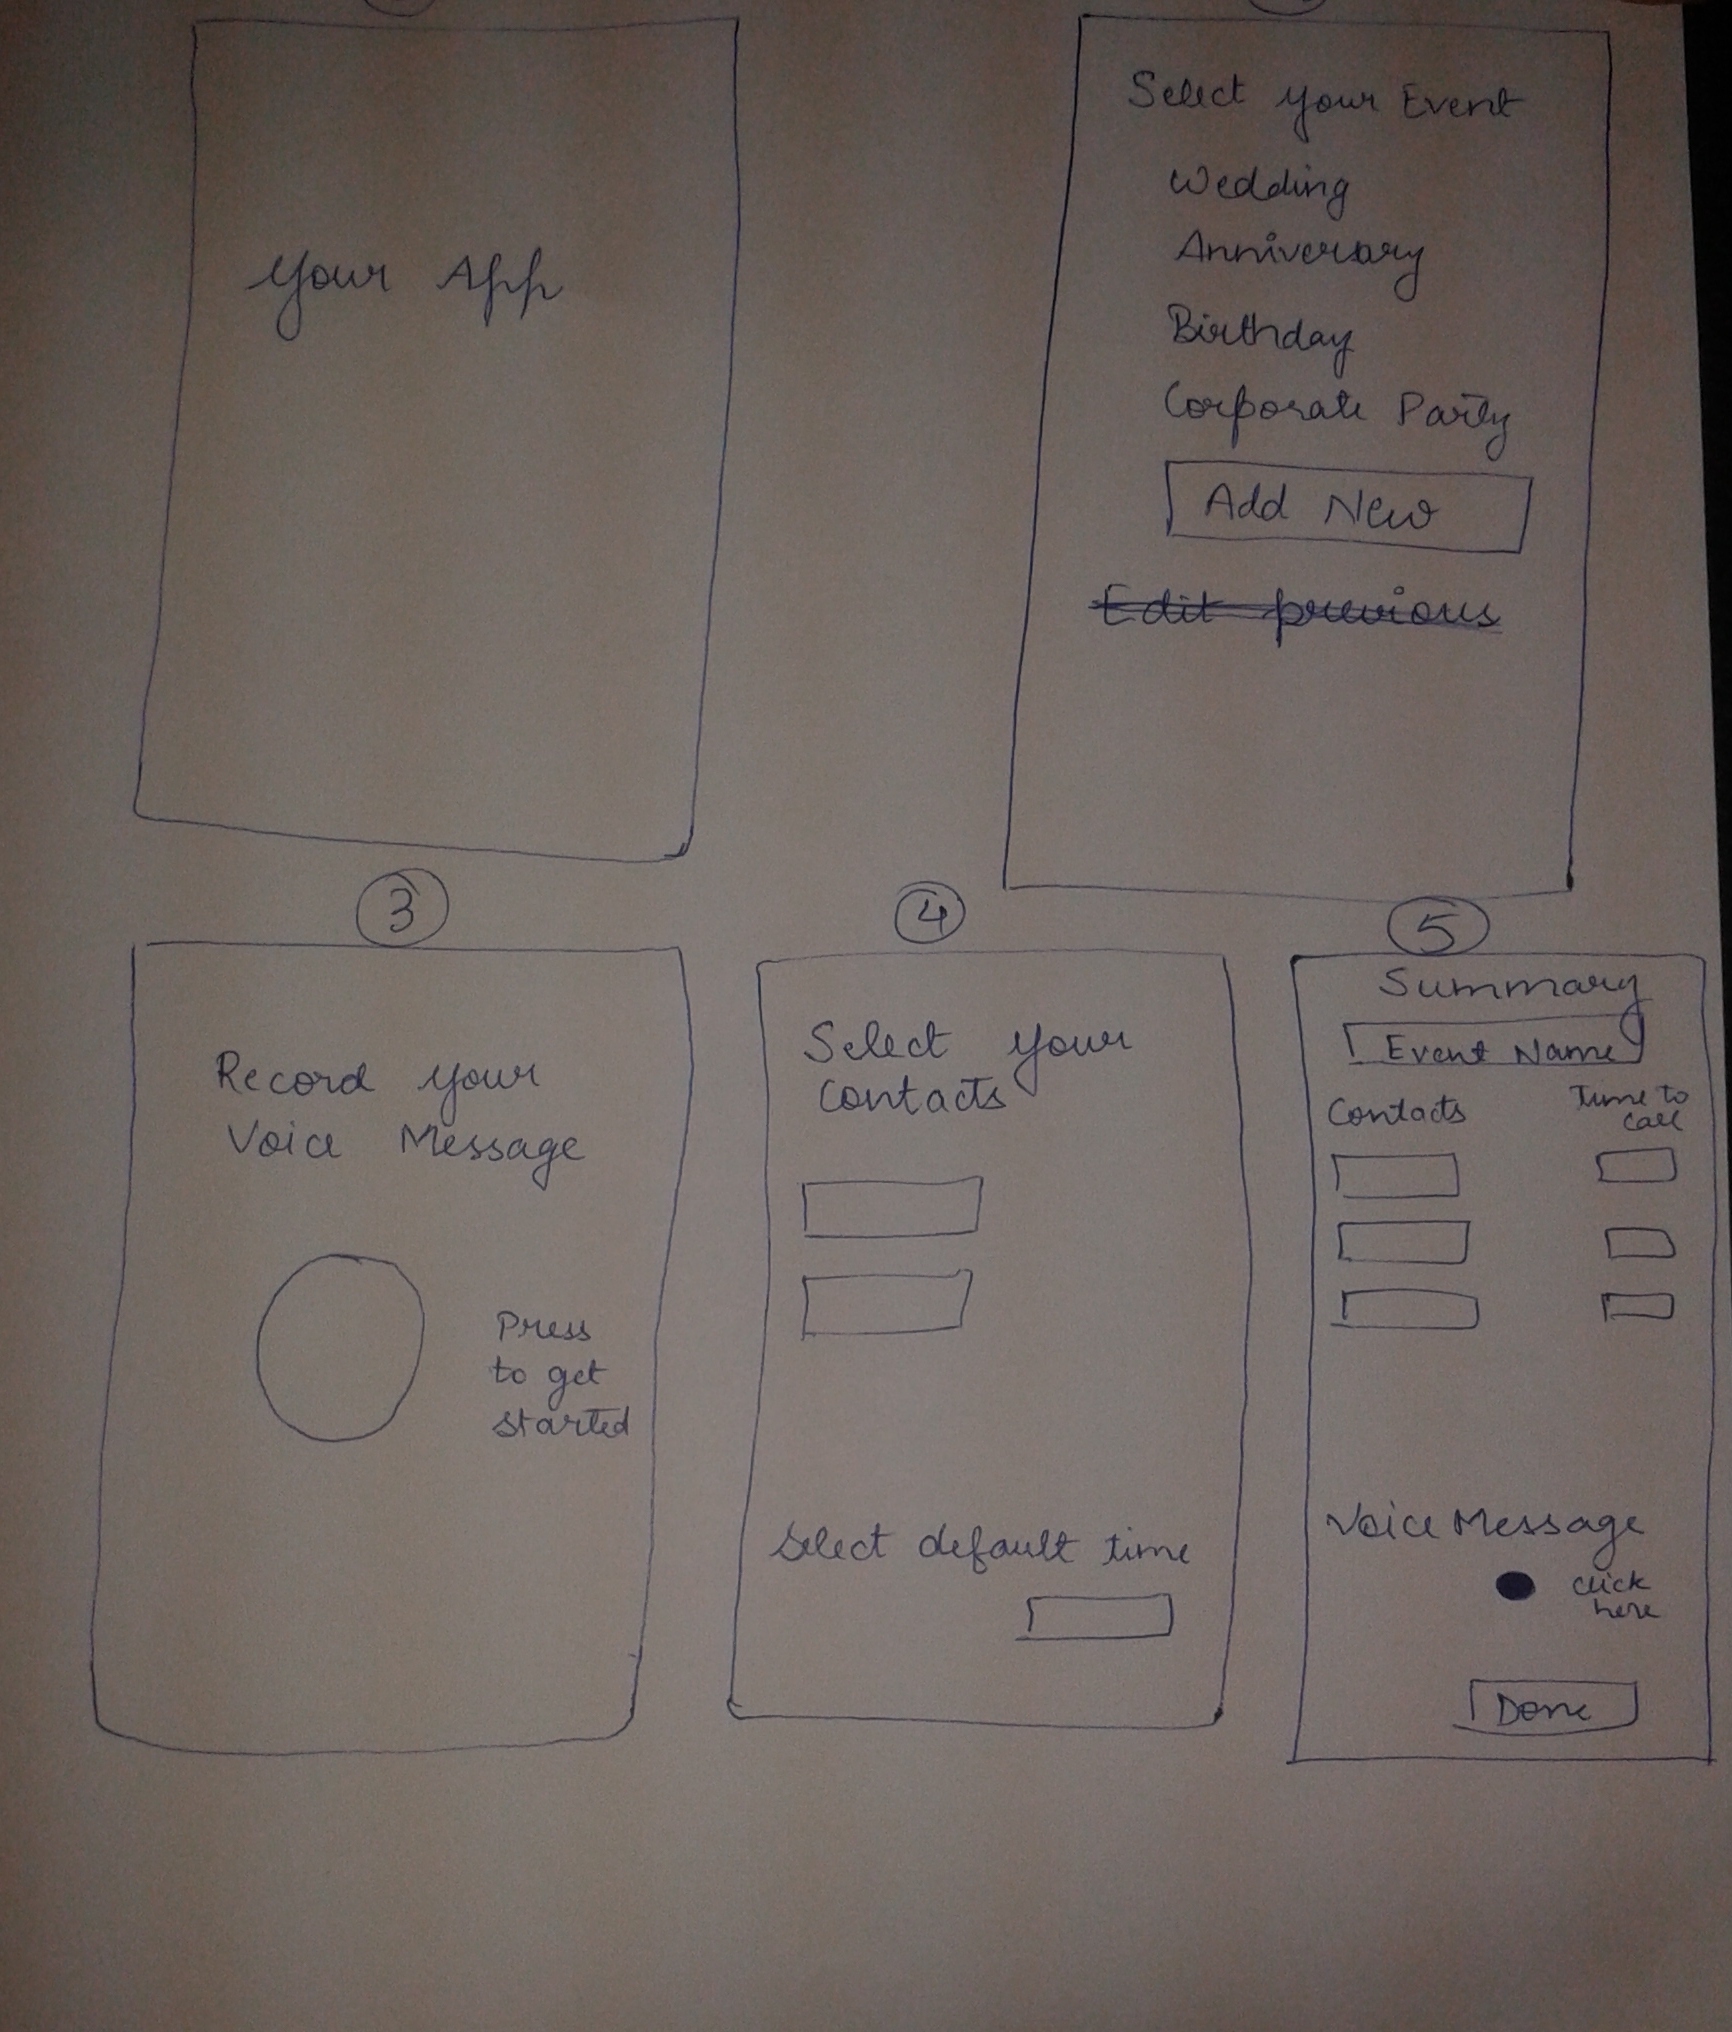 Your App
Select your Event
Wedding
Anniversary
Birthday
Corporate Party
Add New
Edit previous
3
Record your
Voice Message
Press
to get
started
4
Select your
Contacts
Select default time
5
Summary
Event Name
Contacts
Time to
call
Voice Message
click
here
Done